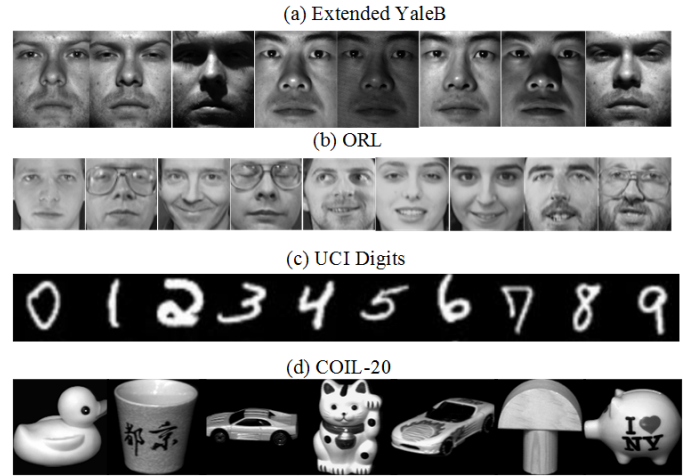 (a) Extended YaleB
(b) ORL
(c) UCI Digits
0 1 2 3 4 5 6 7 8 9
(d) COIL-20
都 京
I ♥
NY